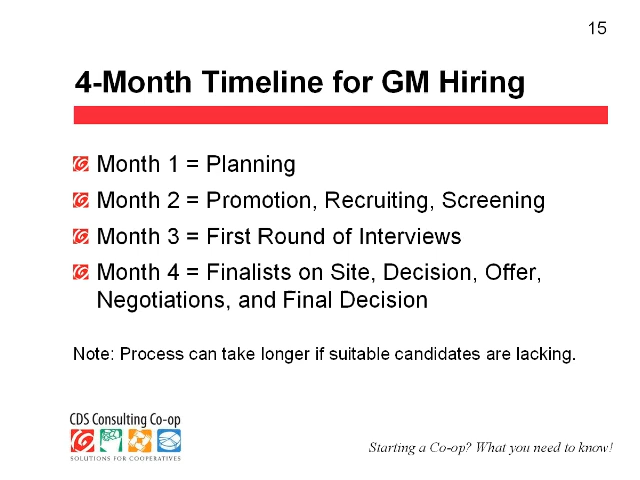 15
4-Month Timeline for GM Hiring
Month 1 = Planning
Month 2 = Promotion, Recruiting, Screening
Month 3 = First Round of Interviews
Month 4 = Finalists on Site, Decision, Offer,
Negotiations, and Final Decision
Note: Process can take longer if suitable candidates are lacking.
CDS Consulting Co-op
SOLUTIONS FOR COOPERATIVES
Starting a Co-op? What you need to know!